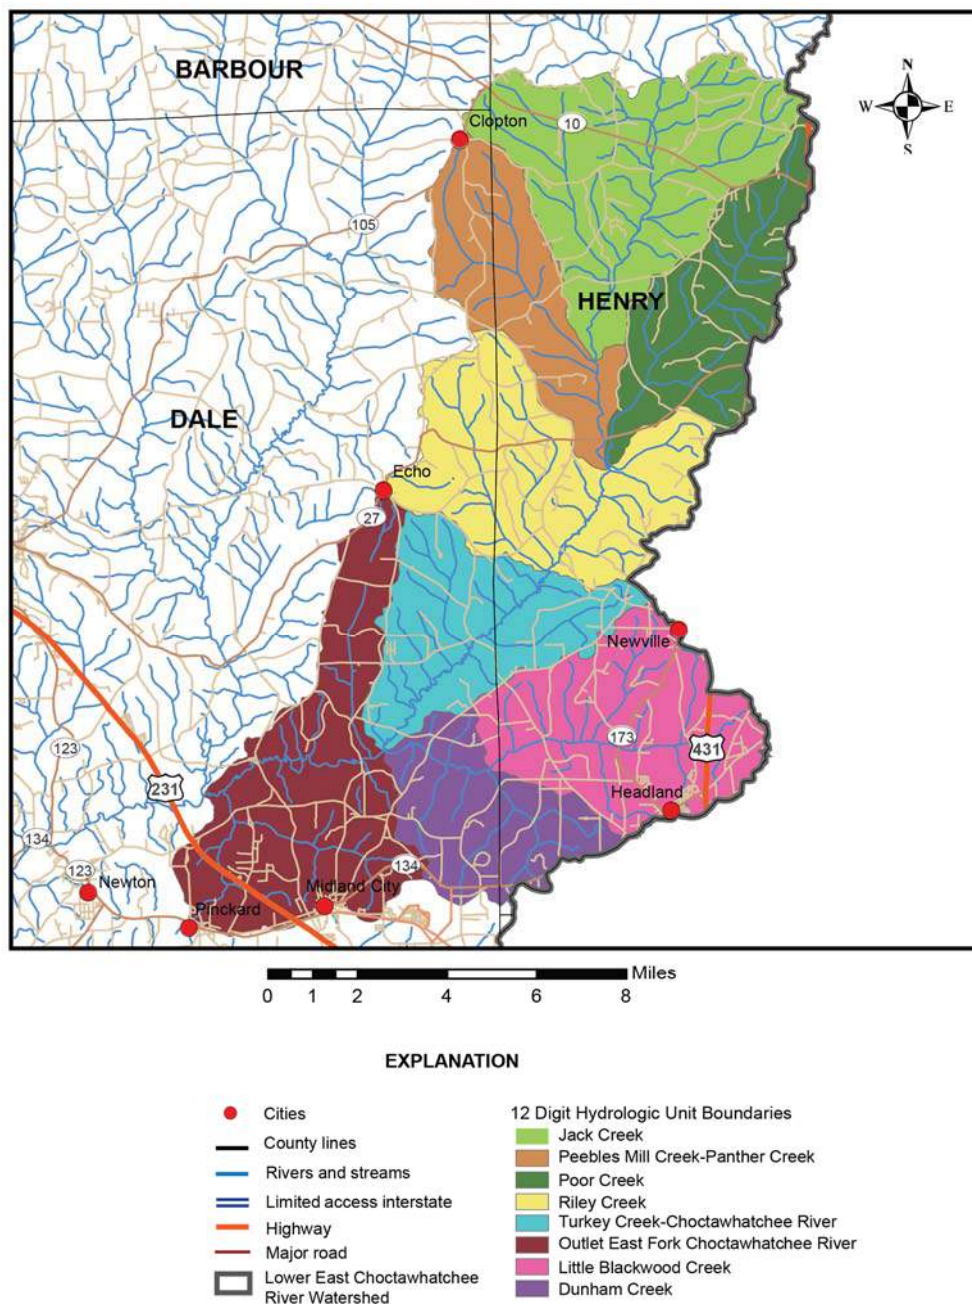 BARBOUR
Clopton
10
N
W E
S
105
HENRY
DALE
Echo
27
Newville
123
231
173
431
Headland
134
123
Newton
134
Midland City
Pinckard
Miles
0 1 2 4 6 8
EXPLANATION
Cities
County lines
Rivers and streams
Limited access interstate
Highway
Major road
Lower East Choctawhatchee
River Watershed
12 Digit Hydrologic Unit Boundaries
Jack Creek
Peebles Mill Creek-Panther Creek
Poor Creek
Riley Creek
Turkey Creek-Choctawhatchee River
Outlet East Fork Choctawhatchee River
Little Blackwood Creek
Dunham Creek